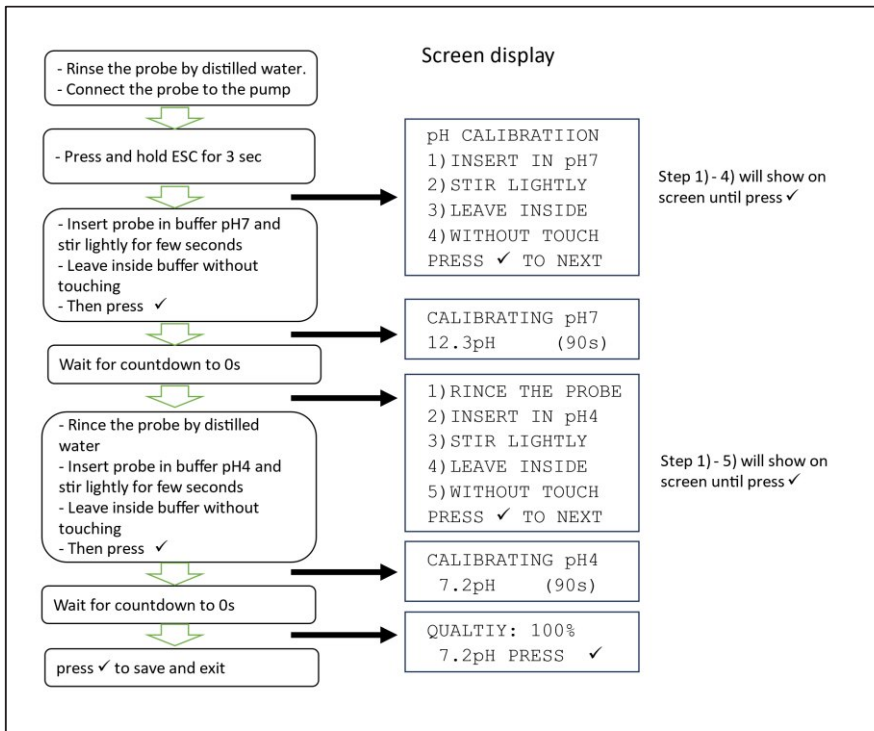 Screen display
- Rinse the probe by distilled water.
- Connect the probe to the pump
- Press and hold ESC for 3 sec
pH CALIBRATIION
1)INSERT IN pH7
2)STIR LIGHTLY
3)LEAVE INSIDE
4)WITHOUT TOUCH
PRESS ✓ TO NEXT
Step 1) - 4) will show on
screen until press ✓
- Insert probe in buffer pH7 and
stir lightly for few seconds
- Leave inside buffer without
touching
- Then press ✓
CALIBRATING pH7
12.3pH (90s)
Wait for countdown to 0s
1)RINCE THE PROBE
2)INSERT IN pH4
3)STIR LIGHTLY
4)LEAVE INSIDE
5)WITHOUT TOUCH
PRESS ✓ TO NEXT
Step 1) - 5) will show on
screen until press ✓
- Rince the probe by distilled
water
- Insert probe in buffer pH4 and
stir lightly for few seconds
- Leave inside buffer without
touching
- Then press ✓
CALIBRATING pH4
7.2pH (90s)
Wait for countdown to 0s
QUALTIY: 100%
7.2pH PRESS ✓
press ✓ to save and exit